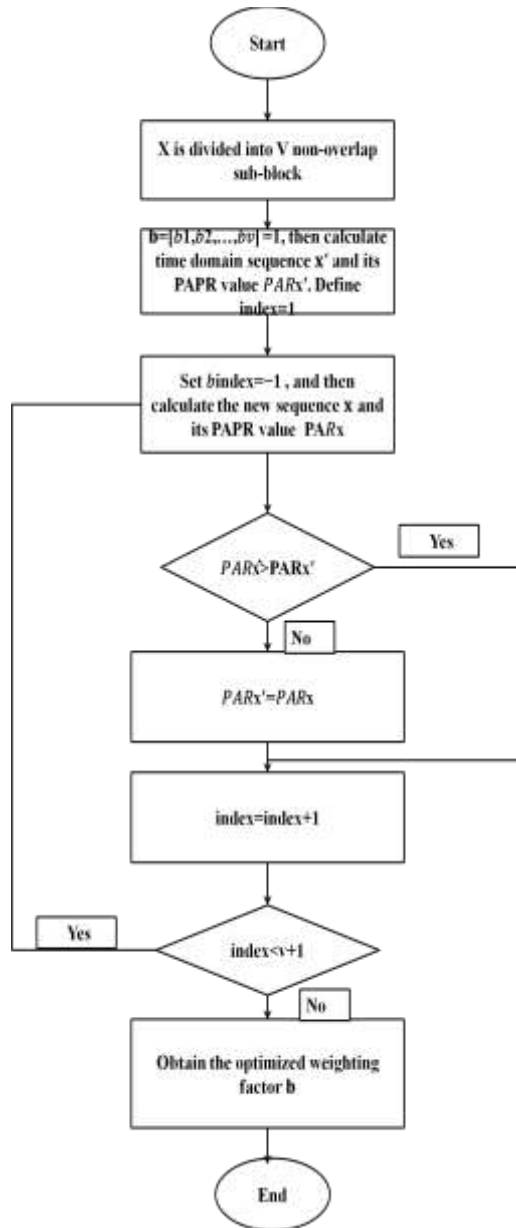 Start
X is divided into V non-overlap
sub-block
b=[b1,b2,…,bv] =1, then calculate
time domain sequence x' and its
PAPR value PARx'. Define
index=1
Set bindex=−1 , and then
calculate the new sequence x and
its PAPR value PARx
PARx>PARx'
Yes
No
PARx'=PARx
index=index+1
Yes
index<v+1
No
Obtain the optimized weighting
factor b
End